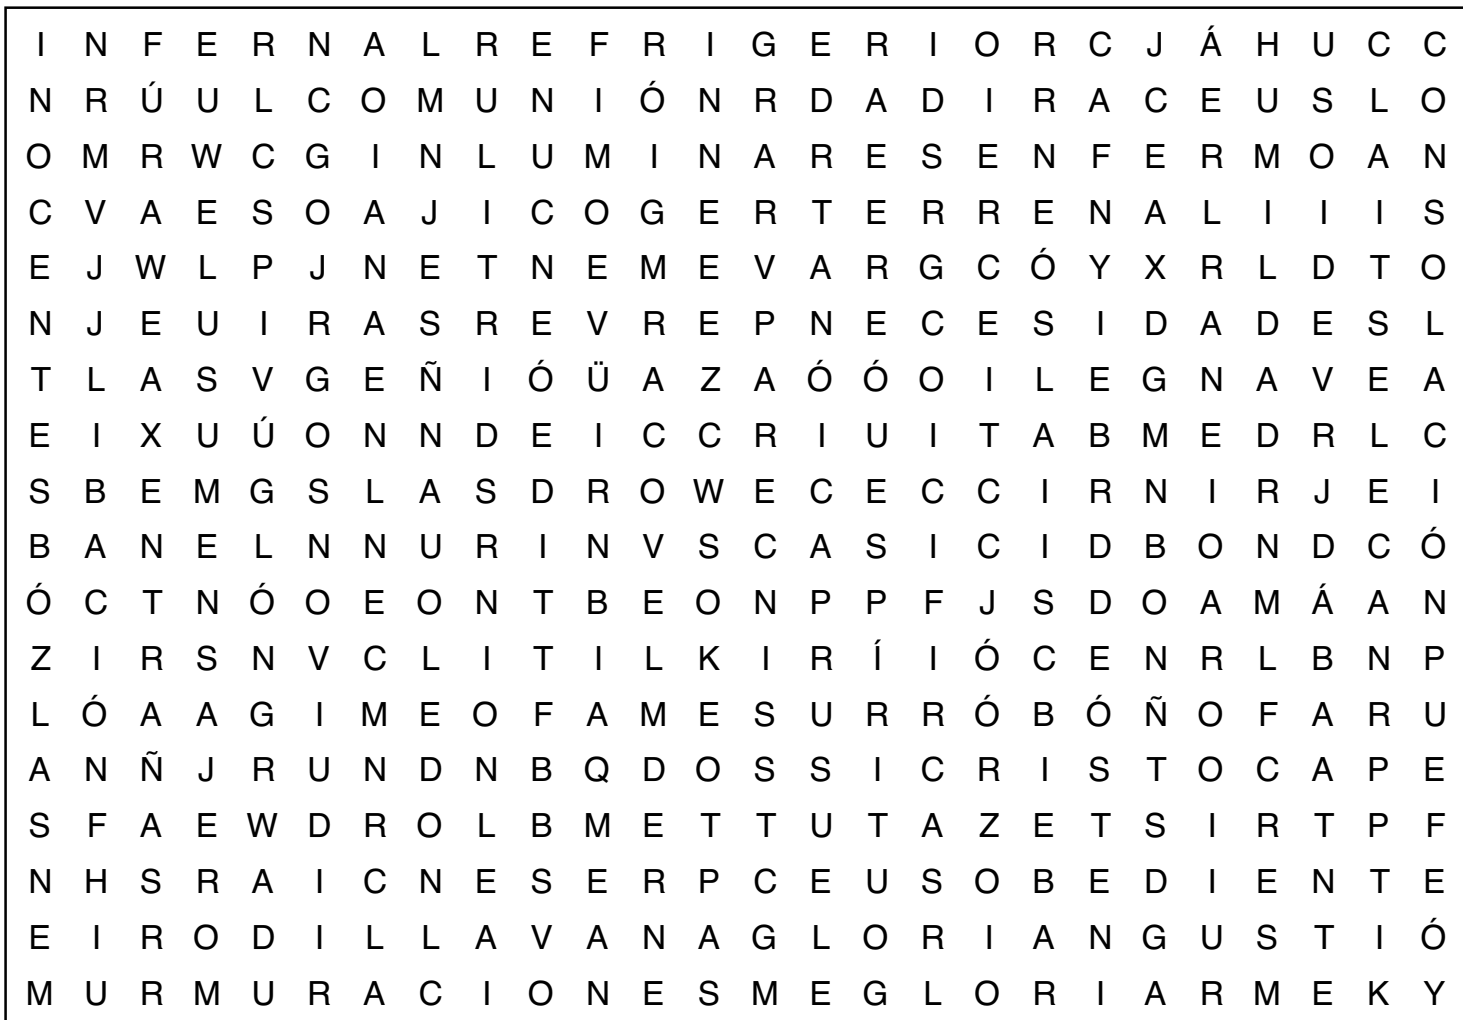 I N F E R N A L R E F R I G E R I O R C J Á H U C C
N R Ú U L C O M U N I Ó N R D A D I R A C E U S L O
O M R W C G I N L U M I N A R E S E N F E R M O A N
C V A E S O A J I C O G E R T E R R E N A L I I I S
E J W L P J N E T N E M E V A R G C Ó Y X R L D T O
N J E U I R A S R E V R E P N E C E S I D A D E S L
T L A S V G E Ñ I Ó Ü A Z A Ó Ó O I L E G N A V E A
E I X U Ú O N N D E I C C R I U I T A B M E D R L C
S B E M G S L A S D R O W E C E C C I R N I R J E I
B A N E L N N U R I N V S C A S I C I D B O N D C Ó
Ó C T N Ó O E O N T B E O N P P F J S D O A M Á A N
Z I R S N V C L I T I L K I R Í I Ó C E N R L B N P
L Ó A A G I M E O F A M E S U R R Ó B Ó Ñ O F A R U
A N Ñ J R U N D N B Q D O S S I C R I S T O C A P E
S F A E W D R O L B M E T T U T A Z E T S I R T P F
N H S R A I C N E S E R P C E U S O B E D I E N T E
E I R O D I L L A V A N A G L O R I A N G U S T I Ó
M U R M U R A C I O N E S M E G L O R I A R M E K Y